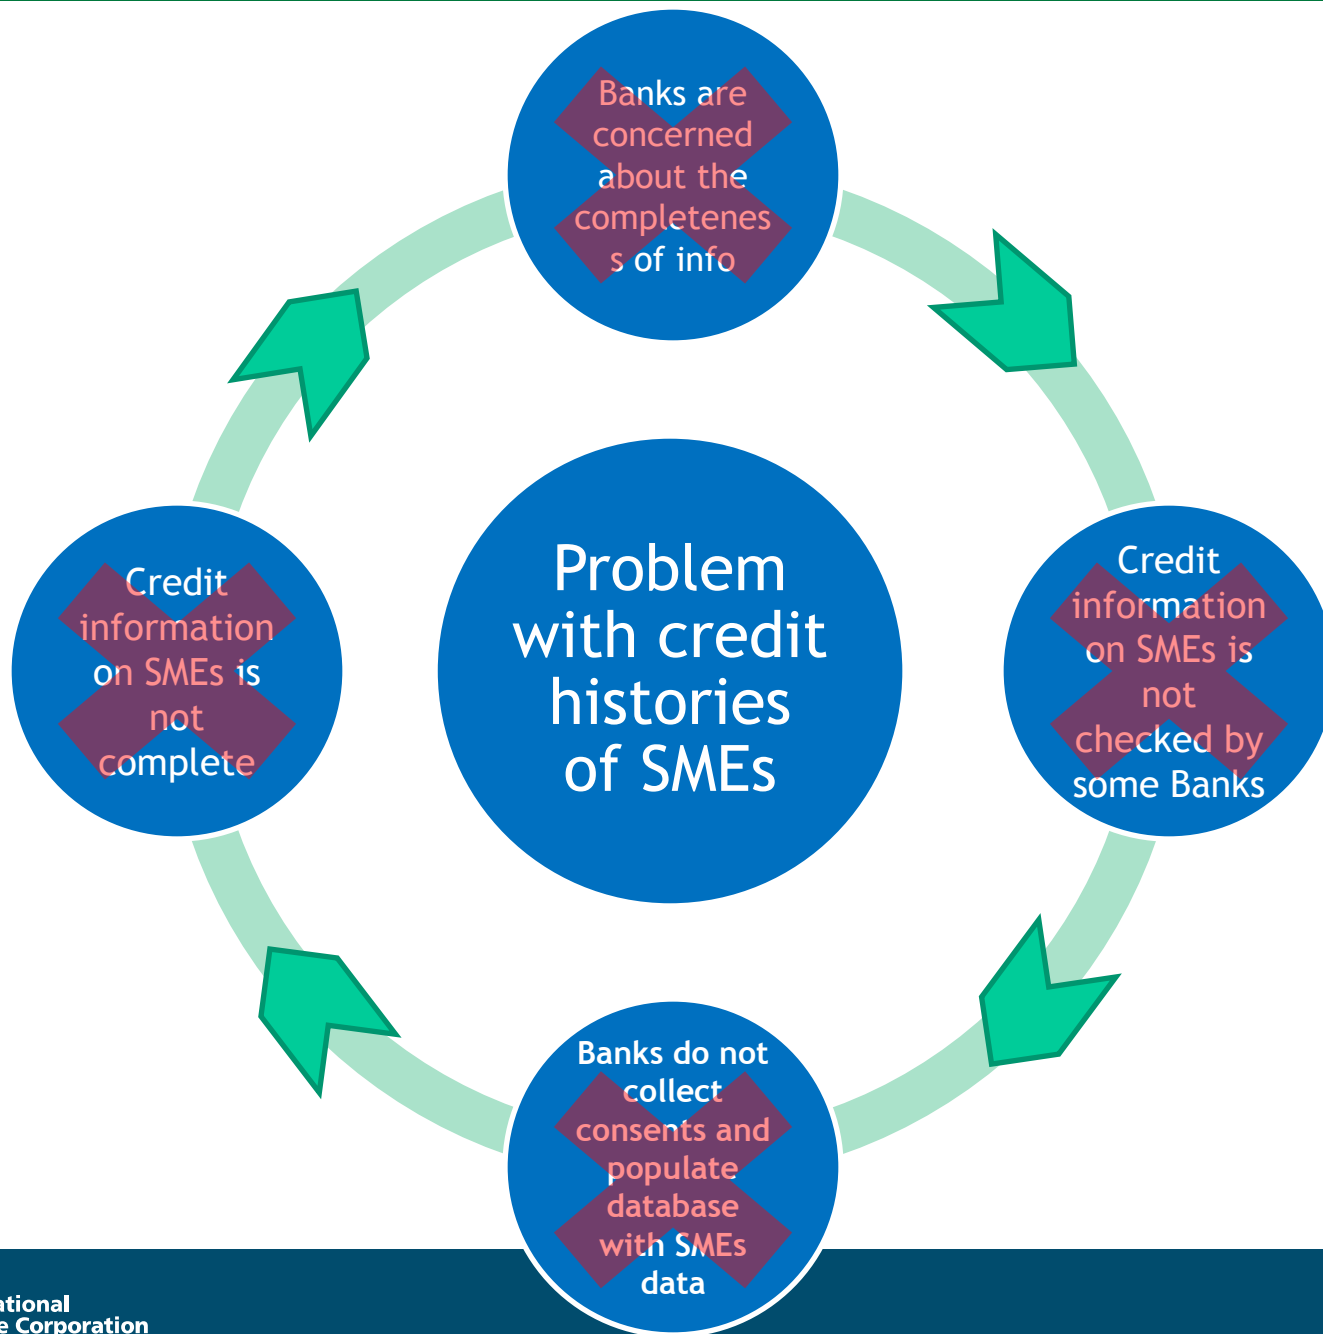 Banks are
concerned
about the
completenes
s of info
Credit
information
on SMEs is
not
complete
Problem
with credit
histories
of SMEs
Credit
information
on SMEs is
not
checked by
some Banks
Banks do not
collect
consents and
populate
database
with SMEs
data
ational
e Corporation